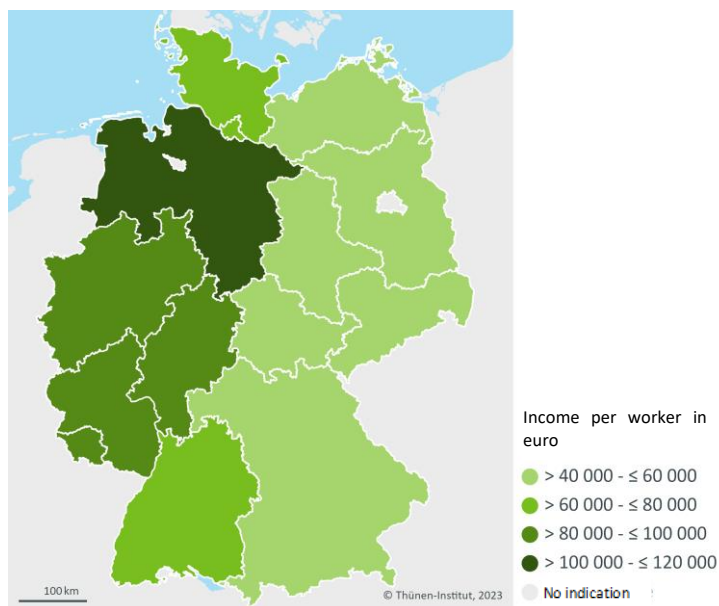 Income per worker in
euro
> 40 000 - ≤ 60 000
> 60 000 - ≤ 80 000
> 80 000 - ≤ 100 000
> 100 000 - ≤ 120 000
No indication
100 km
© Thünen-Institut, 2023